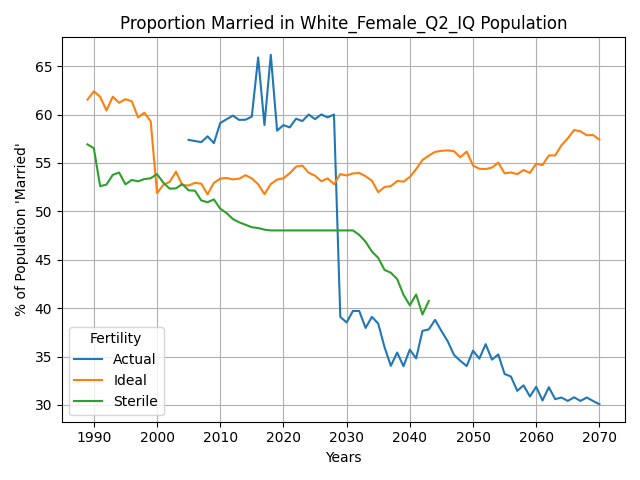 Proportion Married in White_Female_Q2_IQ Population
% of Population 'Married'
65
60
55
50
45
40
35
30
Fertility
Actual
Ideal
Sterile
1990 2000 2010 2020 2030 2040 2050 2060 2070
Years